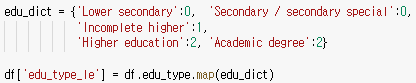 edu_dict = {'Lower secondary':0, 'Secondary / secondary special':0,
'Incomplete higher':1,
'Higher education':2, 'Academic degree':2}
df['edu_type_le'] = df.edu_type.map(edu_dict)